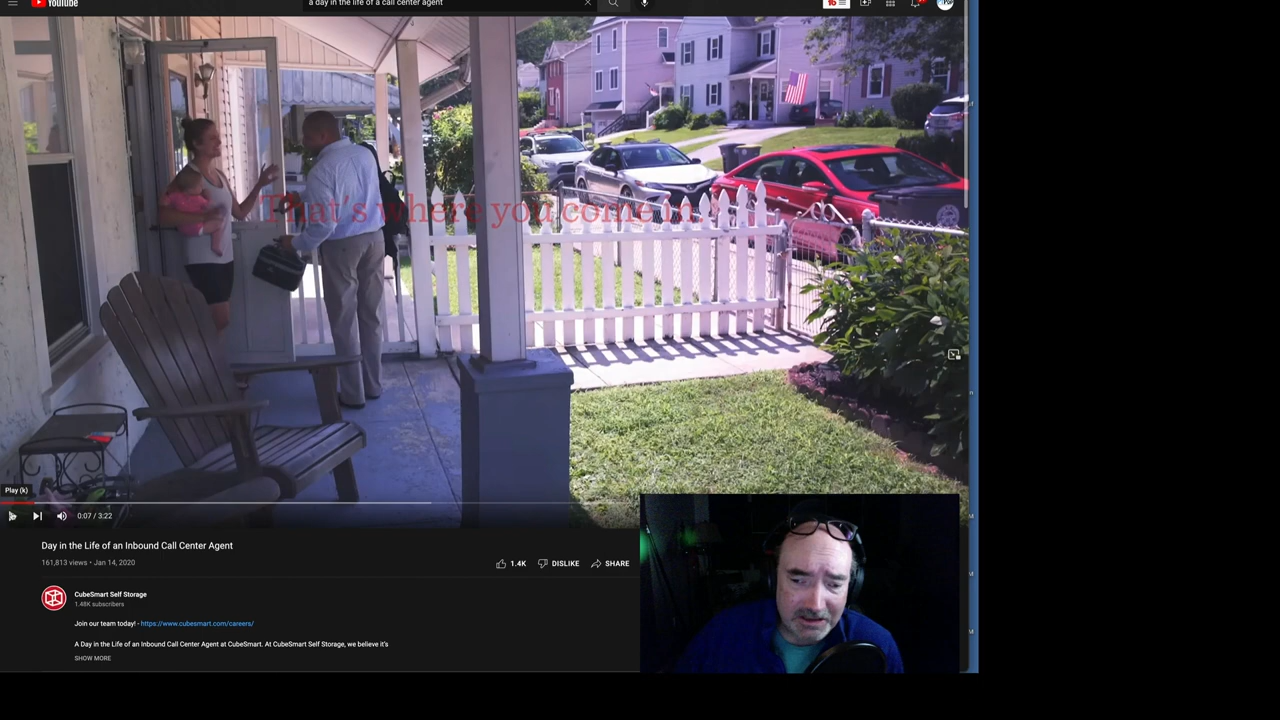 YouTube
a day in the life of a call center agent
That's where you come in.
Play (k)
0:07 / 3:22
Day in the Life of an Inbound Call Center Agent
161,813 views • Jan 14, 2020
1.4K DISLIKE SHARE
CubeSmart Self Storage
1.48K subscribers
Join our team today! - https://www.cubesmart.com/careers/
A Day in the Life of an Inbound Call Center Agent at CubeSmart. At CubeSmart Self Storage, we believe it's
SHOW MORE